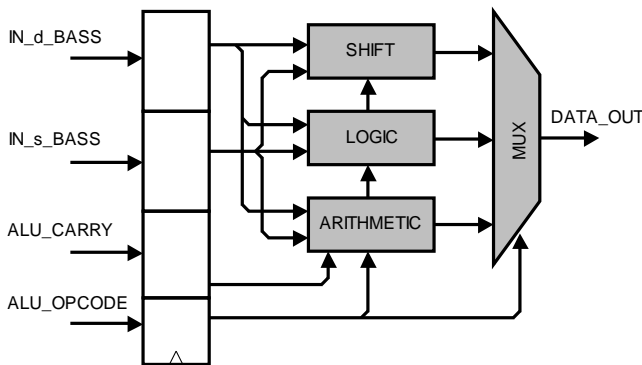 IN_d_BASS
IN_s_BASS
ALU_CARRY
ALU_OPCODE
SHIFT
LOGIC
ARITHMETIC
MUX
DATA_OUT